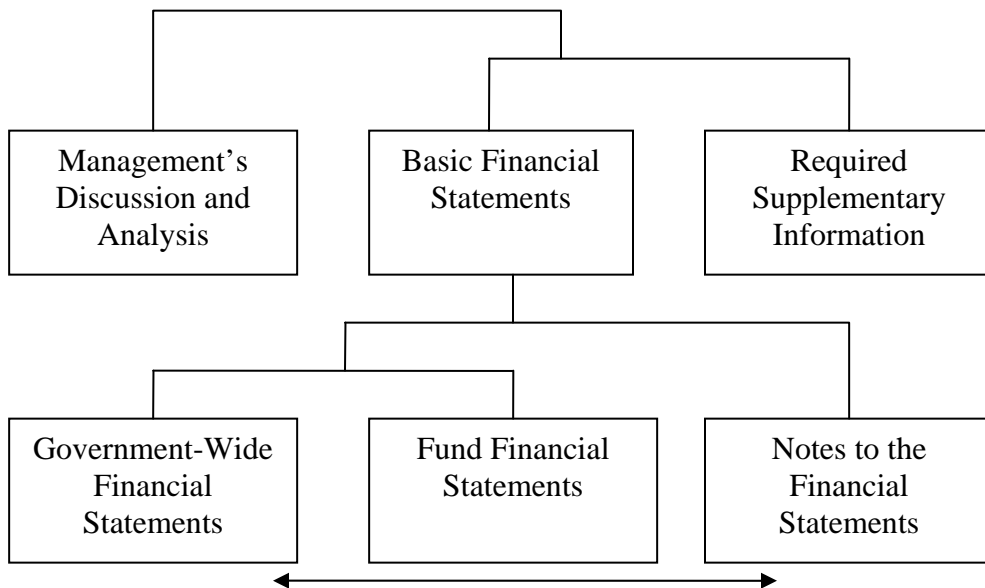 Management’s
Discussion and
Analysis
Basic Financial
Statements
Required
Supplementary
Information
Government-Wide
Financial
Statements
Fund Financial
Statements
Notes to the
Financial
Statements